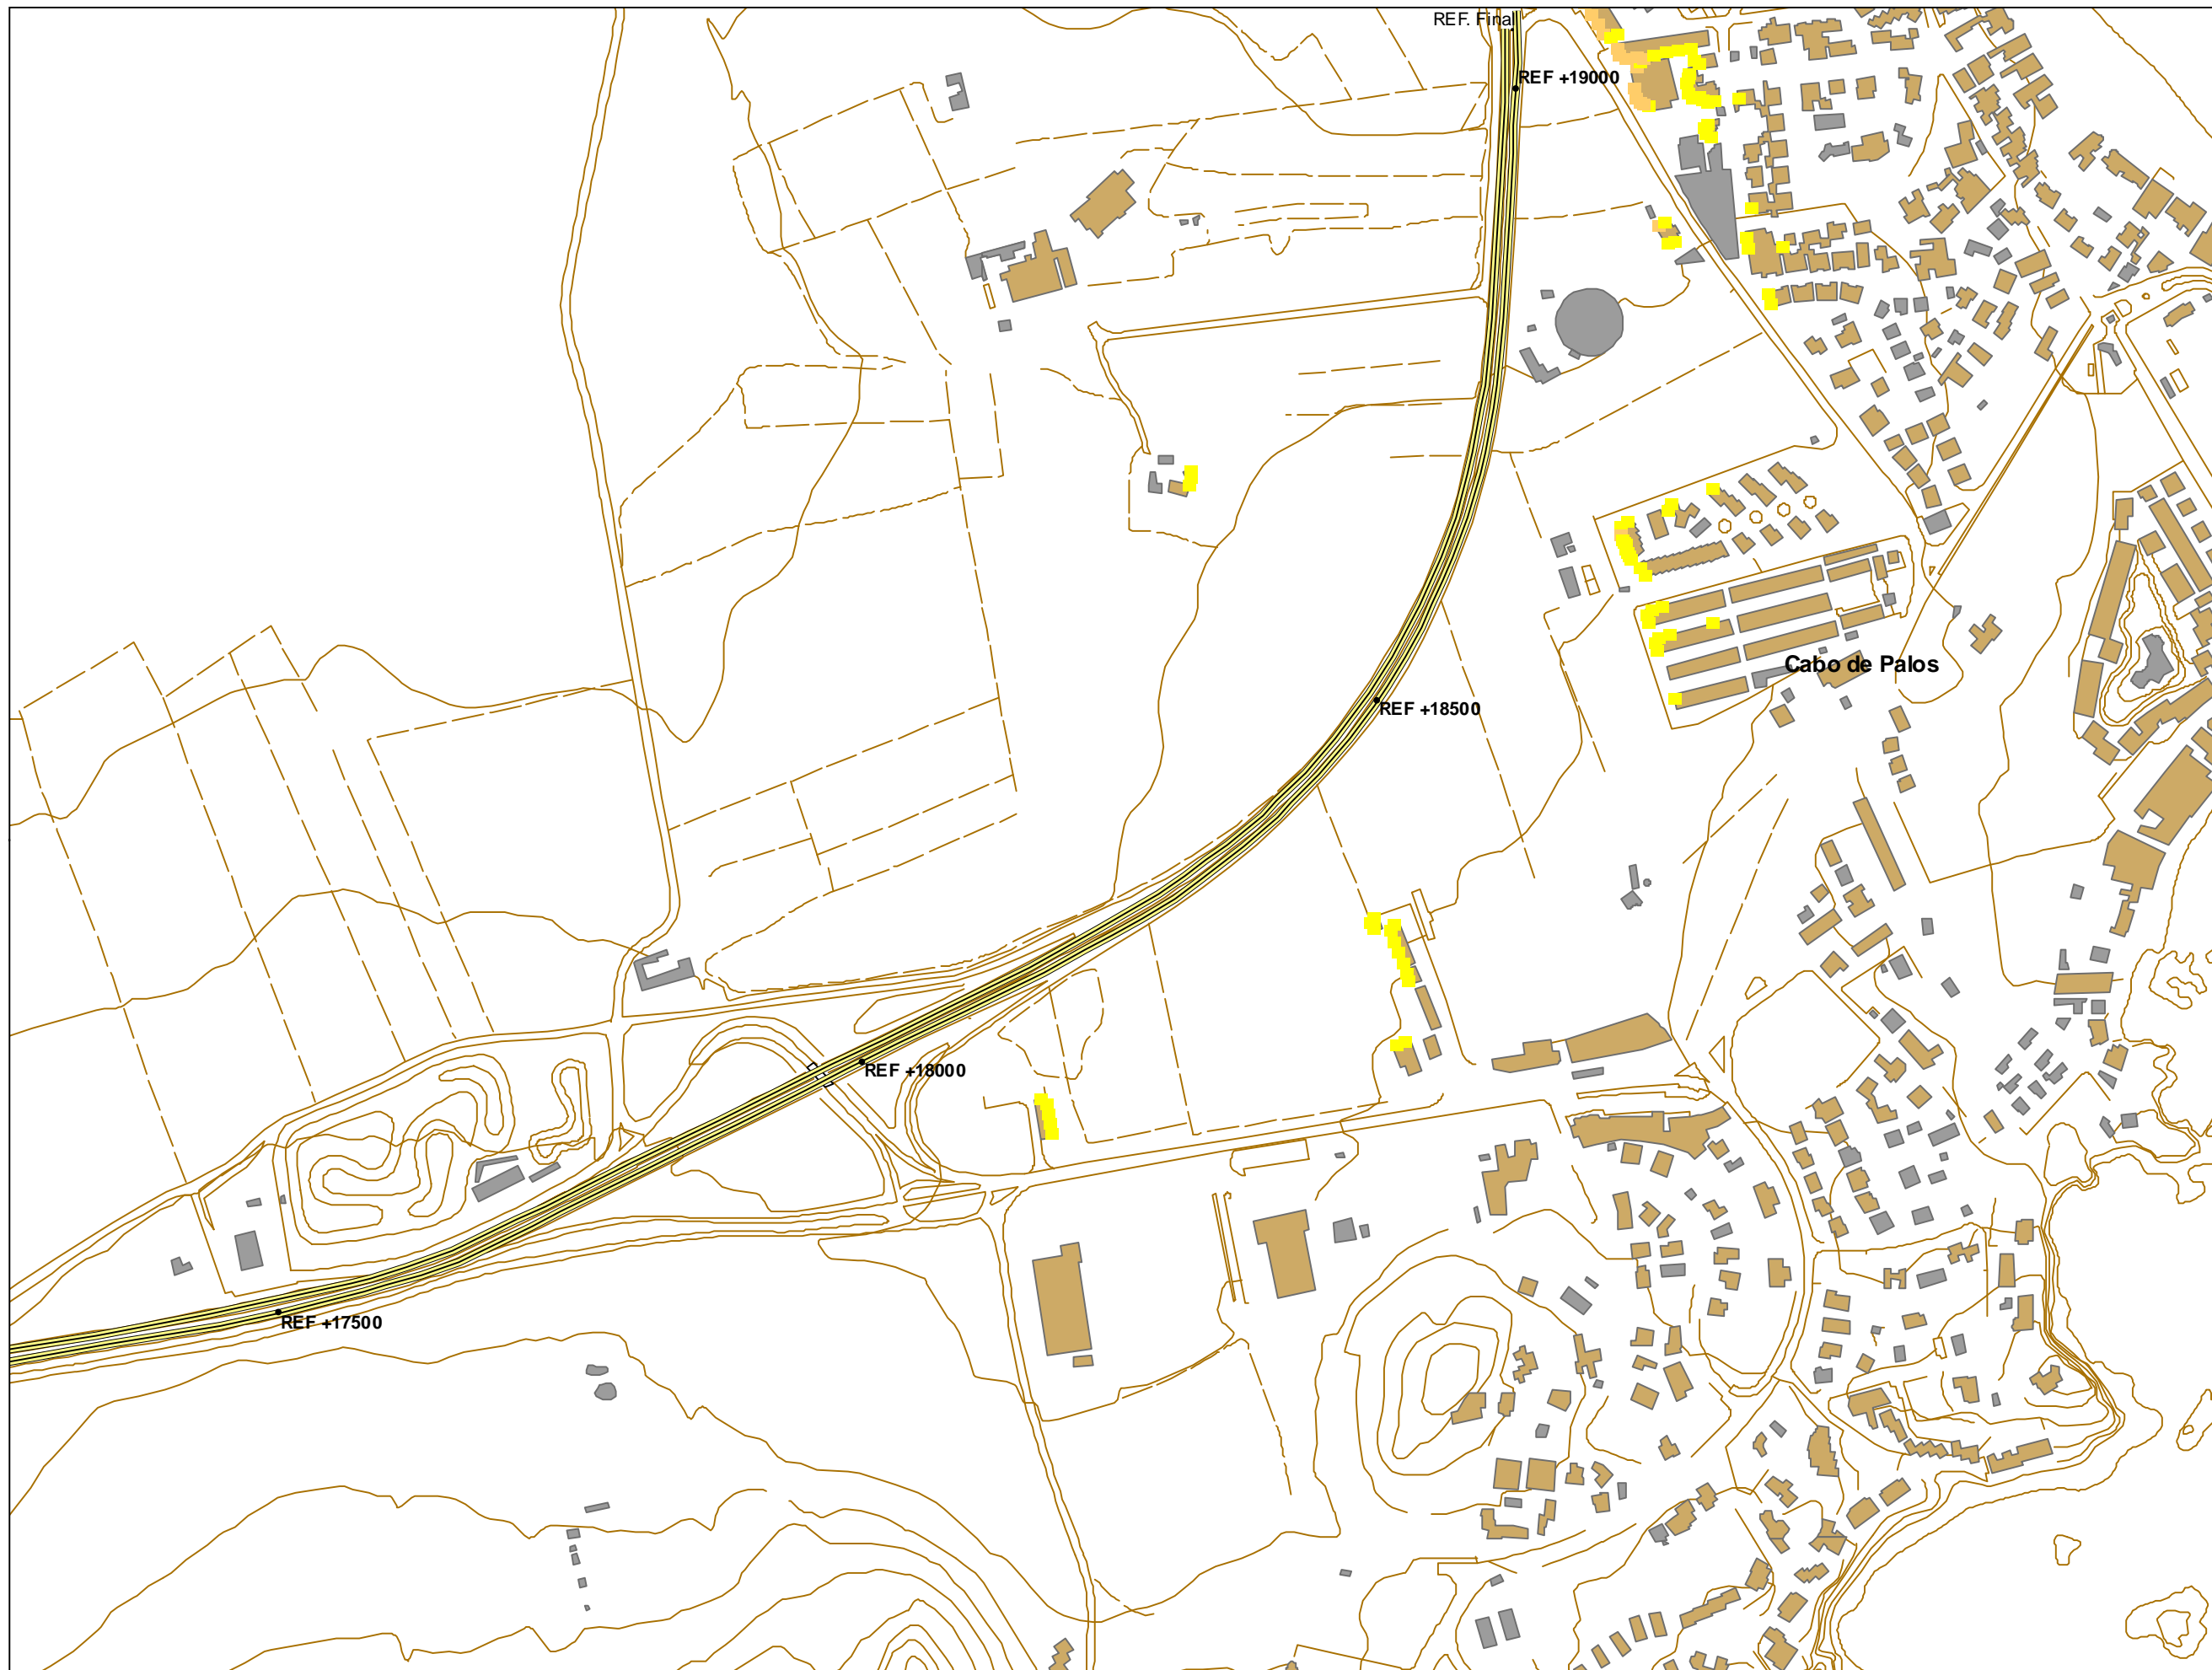 REF. Final
REF +19000
Cabo de Palos
REF +18500
REF +18000
REF +17500